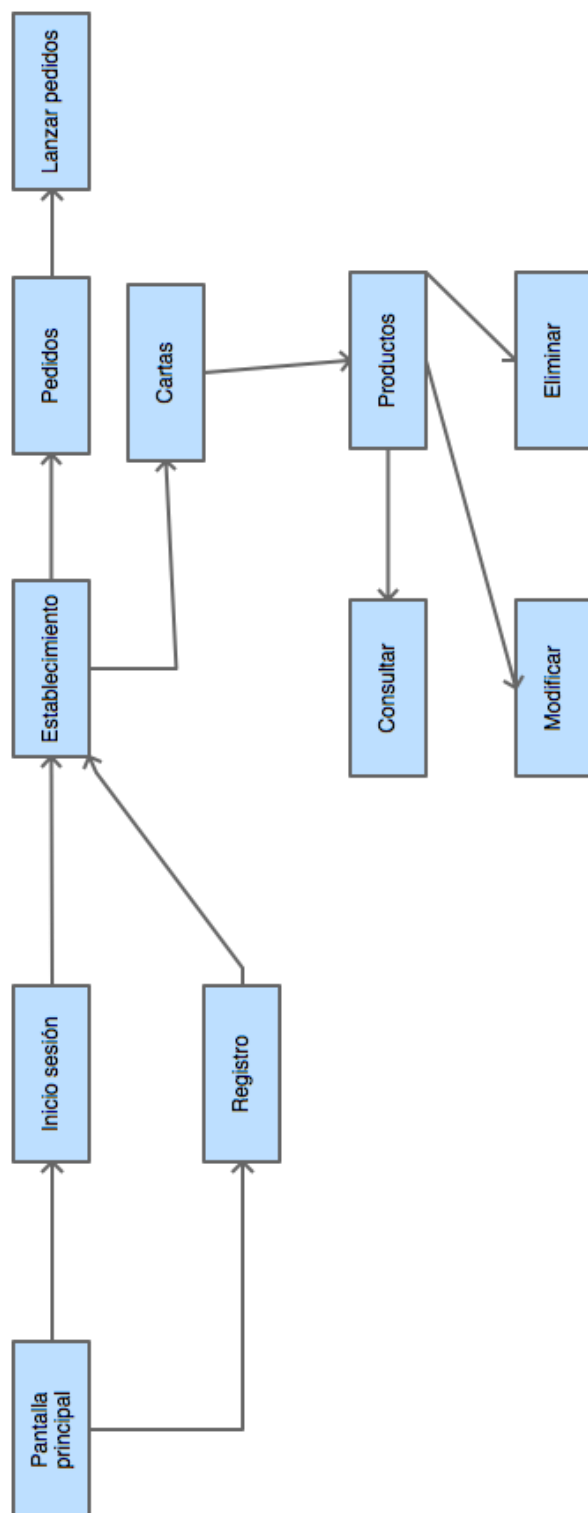 Pantalla
principal
Inicio sesión
Establecimiento
Pedidos
Lanzar pedidos
Cartas
Registro
Productos
Consultar
Modificar
Eliminar